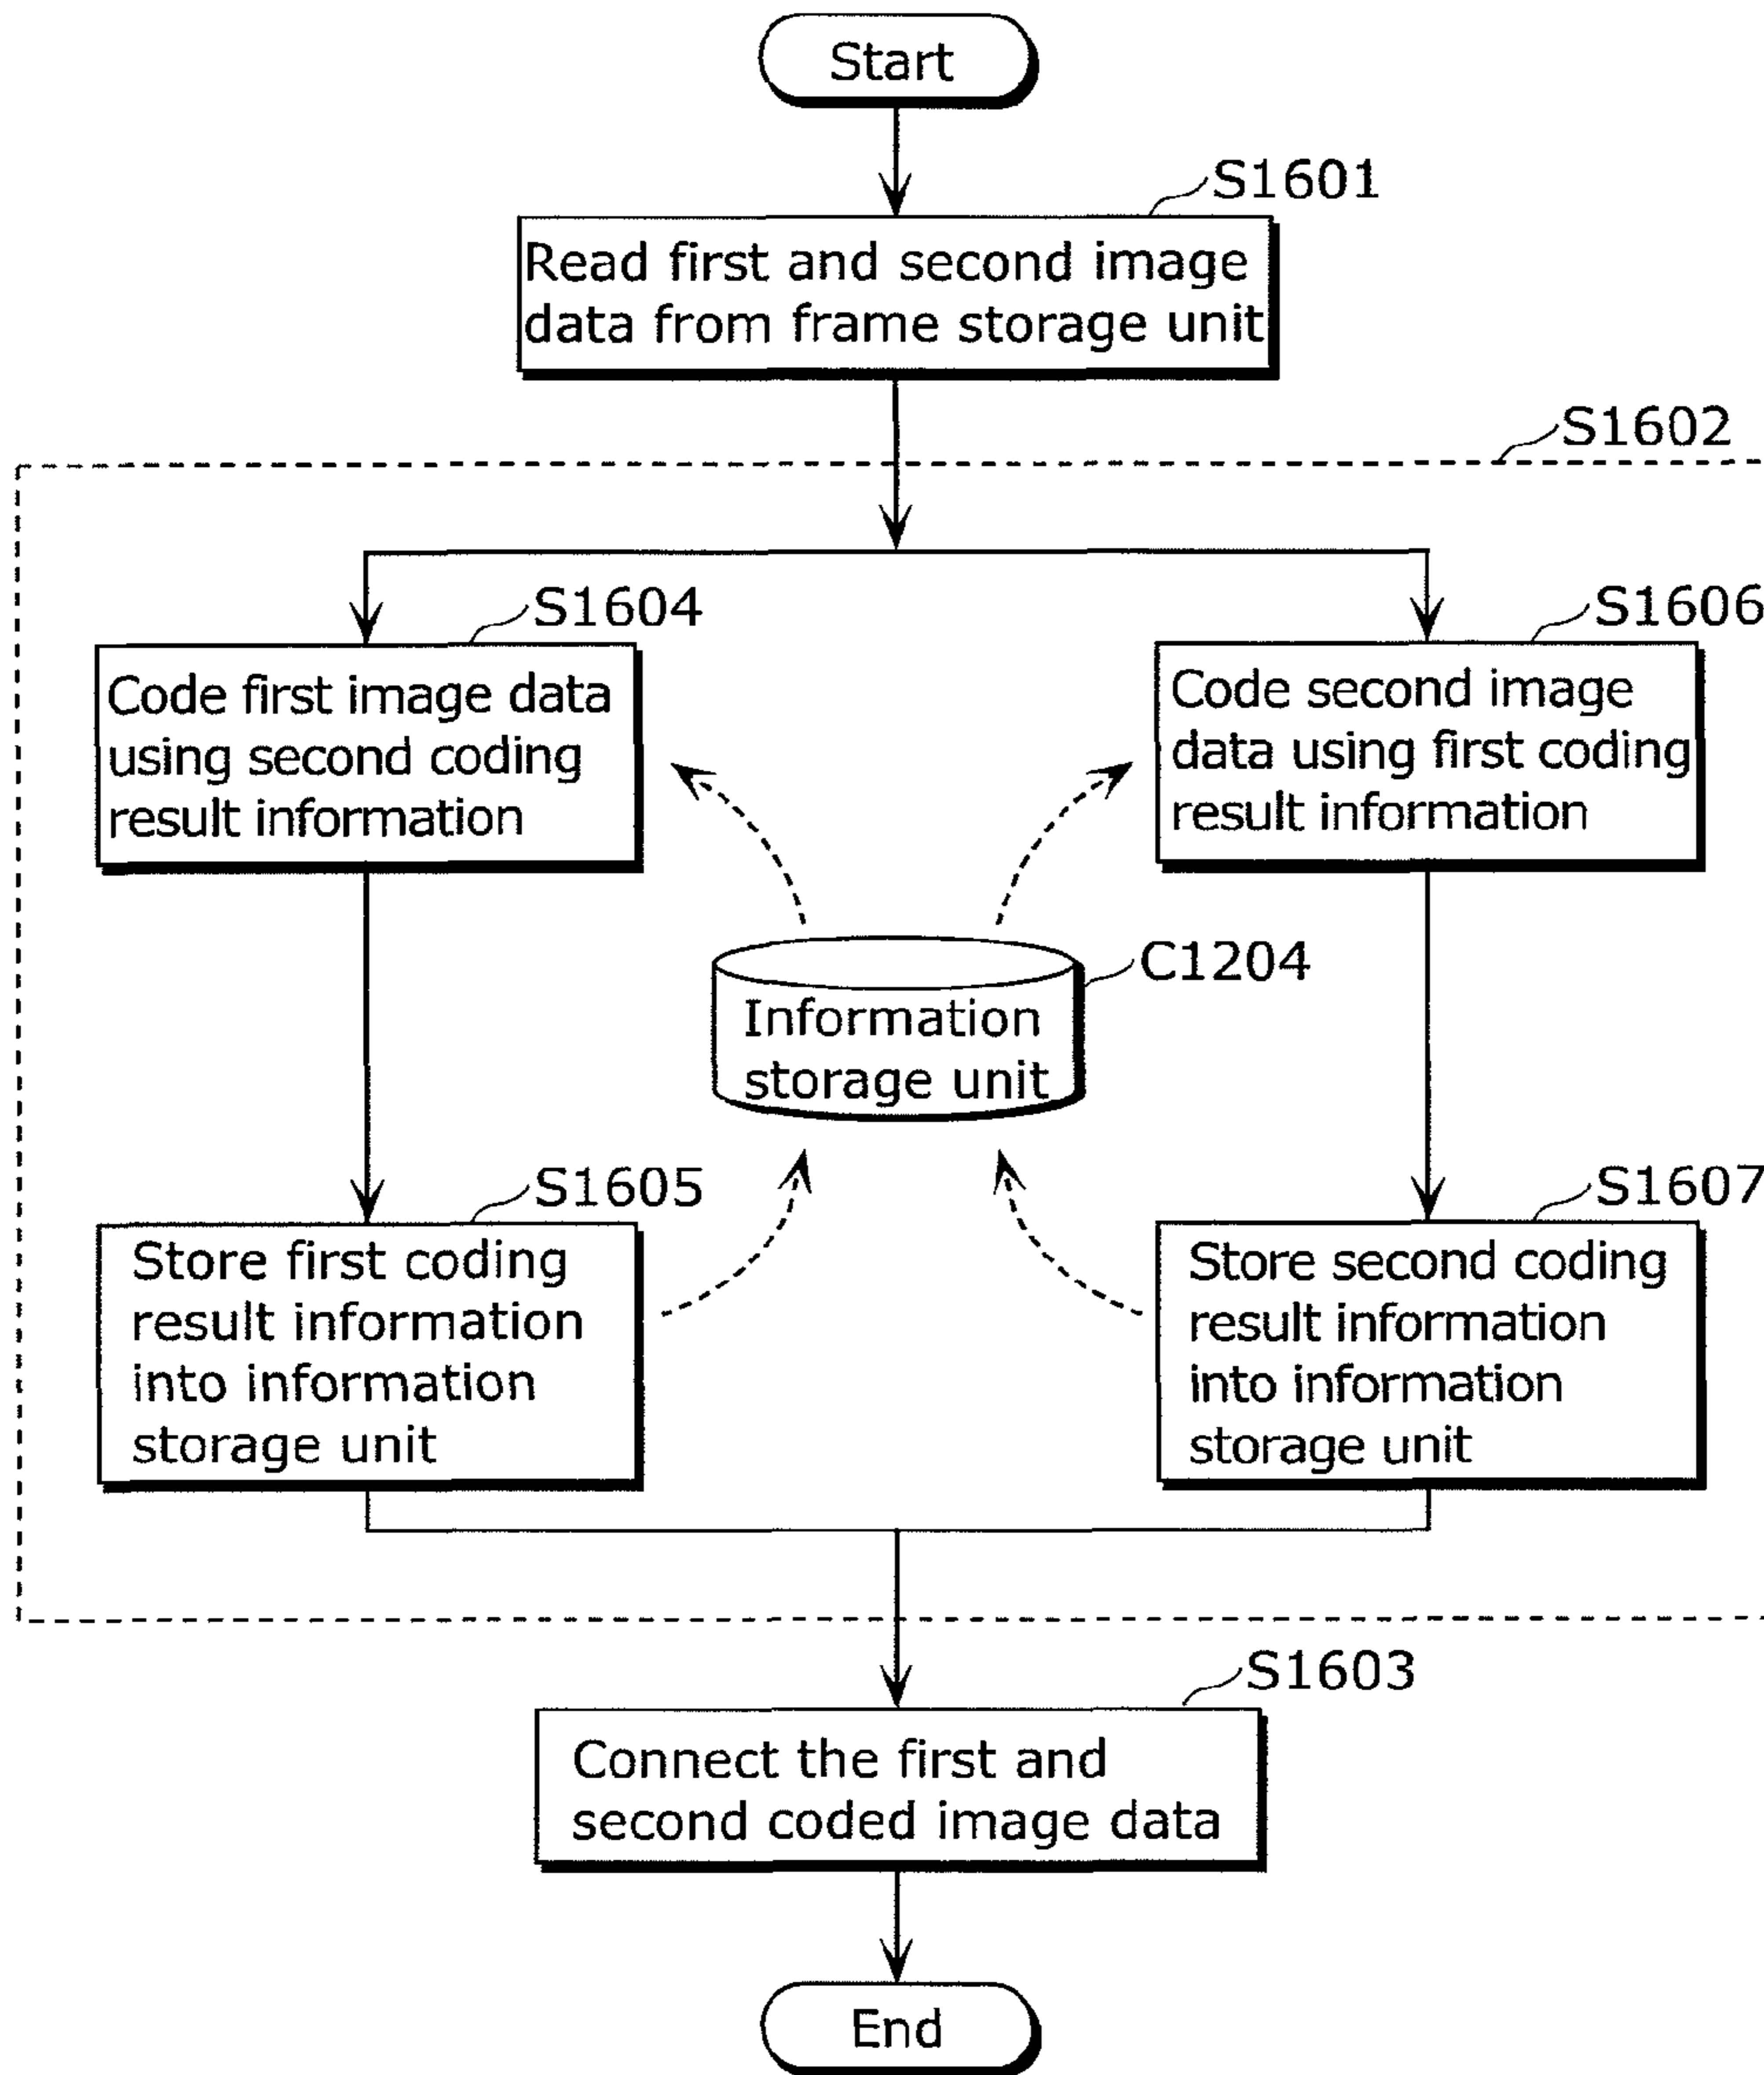 Start
S1601
Read first and second image
data from frame storage unit
S1602
S1604
Code first image data
using second coding
result information
S1606
Code second image
data using first coding
result information
C1204
Information
storage unit
S1605
Store first coding
result information
into information
storage unit
S1607
Store second coding
result information
into information
storage unit
S1603
Connect the first and
second coded image data
End